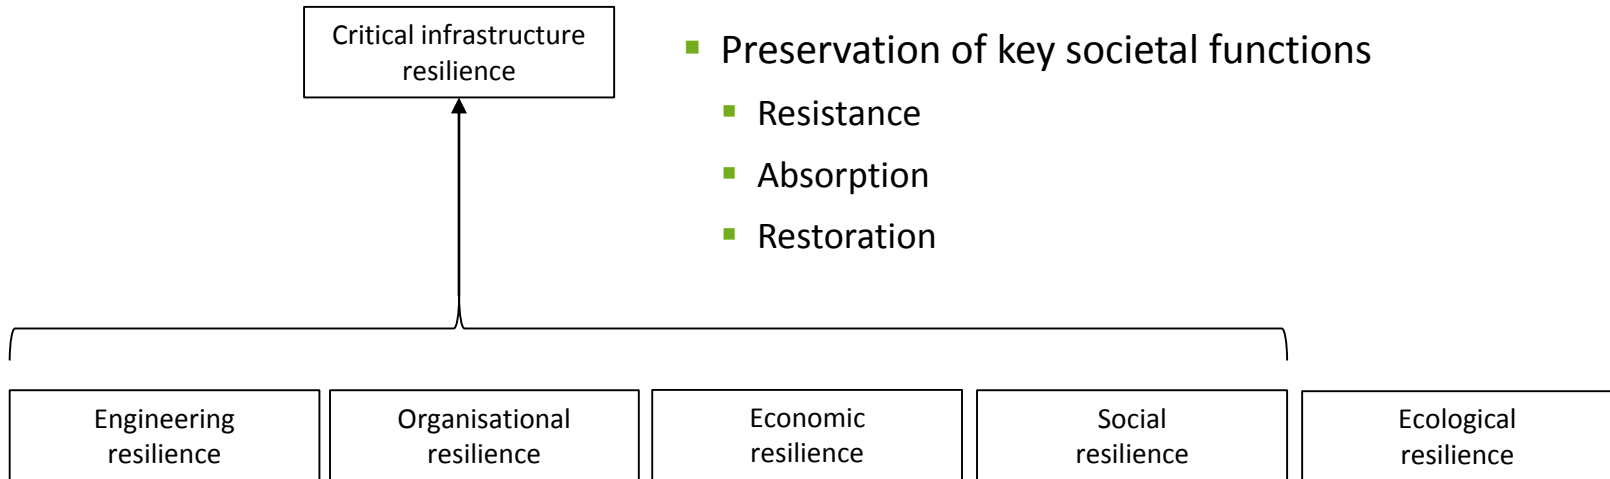 Critical infrastructure
resilience
Preservation of key societal functions
Resistance
Absorption
Restoration
Engineering
resilience
Organisational
resilience
Economic
resilience
Social
resilience
Ecological
resilience